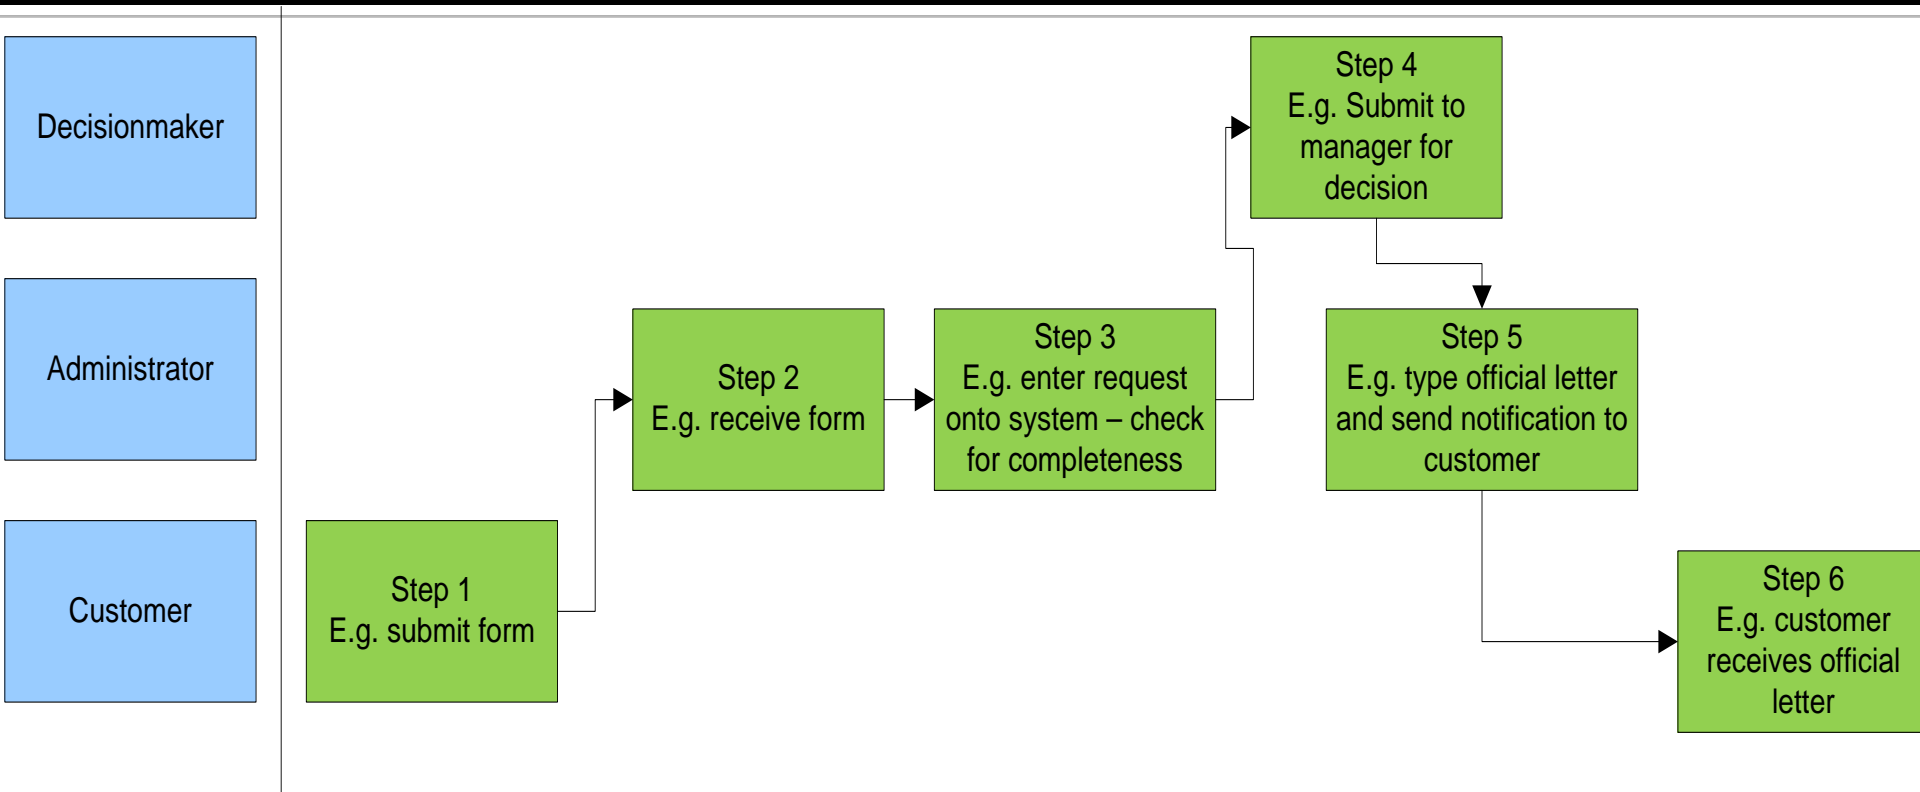 Decisionmaker
Step 4
E.g. Submit to
manager for
decision
Administrator
Step 2
E.g. receive form
Step 3
E.g. enter request
onto system – check
for completeness
Step 5
E.g. type official letter
and send notification to
customer
Customer
Step 1
E.g. submit form
Step 6
E.g. customer
receives official
letter